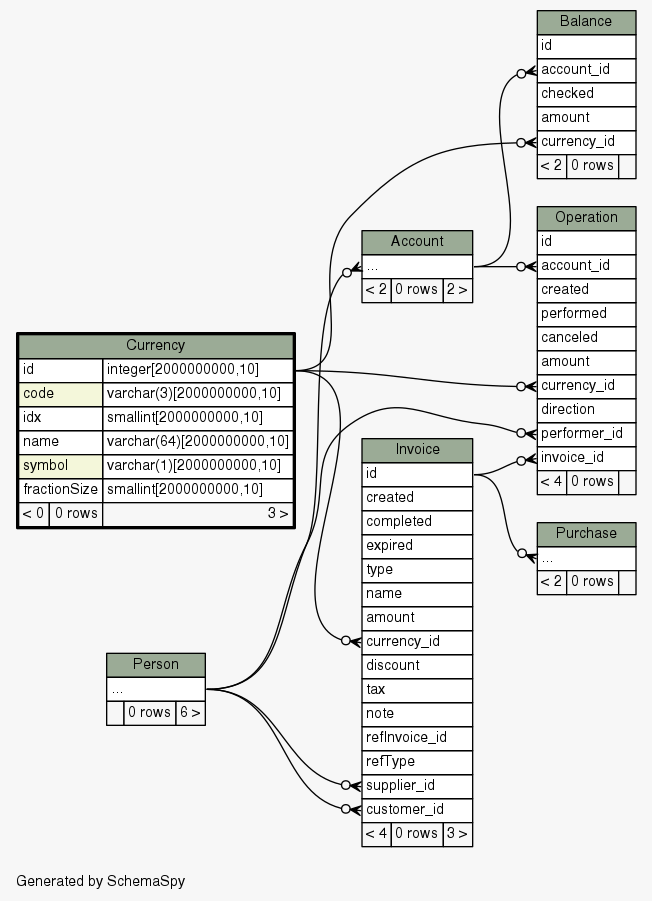 Balance
id
account_id
checked
amount
currency_id
< 2 0 rows
Operation
id
account_id
created
performed
canceled
amount
currency_id
direction
performer_id
invoice_id
< 4 0 rows
Account
...
< 2 0 rows 2 >
Currency
id integer[2000000000,10]
code varchar(3)[2000000000,10]
idx smallint[2000000000,10]
name varchar(64)[2000000000,10]
symbol varchar(1)[2000000000,10]
fractionSize smallint[2000000000,10]
< 0 0 rows 3 >
Invoice
id
created
completed
expired
type
name
amount
currency_id
discount
tax
note
refInvoice_id
refType
supplier_id
customer_id
< 4 0 rows 3 >
Purchase
...
< 2 0 rows
Person
...
0 rows 6 >
Generated by SchemaSpy